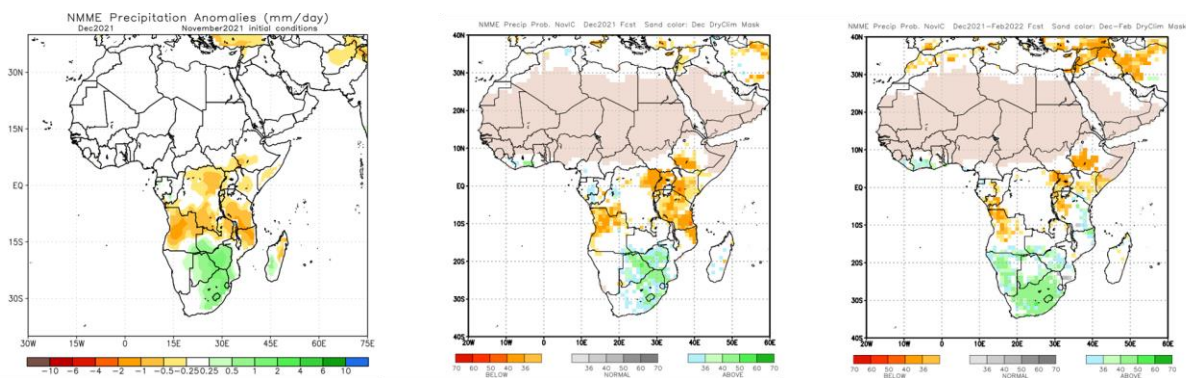 NMME Precipitation Anomalies (mm/day)
Dec2021 November2021 initial conditions
30N
15N
EQ
15S
30S
30W 15W 0 15E 30E 45E 60E 75E
-10 -6 -4 -2 -1 -0.5 -0.25 0.25 0.5 1 2 4 6 10
NMME Precip Prob. NovIC Dec2021 Fcst Sand color: Dec DryClim Mask
40N
30N
20N
10N
EQ
10S
20S
30S
40S
20W 10W 0 10E 20E 30E 40E 50E 60E
70 60 50 40 36
BELOW
36 40 50 60 70
NORMAL
36 40 50 60 70
ABOVE
NMME Precip Prob. NovIC Dec2021-Feb2022 Fcst Sand color: Dec-Feb DryClim Mask
40N
30N
20N
10N
EQ
10S
20S
30S
40S
20W 10W 0 10E 20E 30E 40E 50E 60E
70 60 50 40 36
BELOW
36 40 50 60 70
NORMAL
36 40 50 60 70
ABOVE